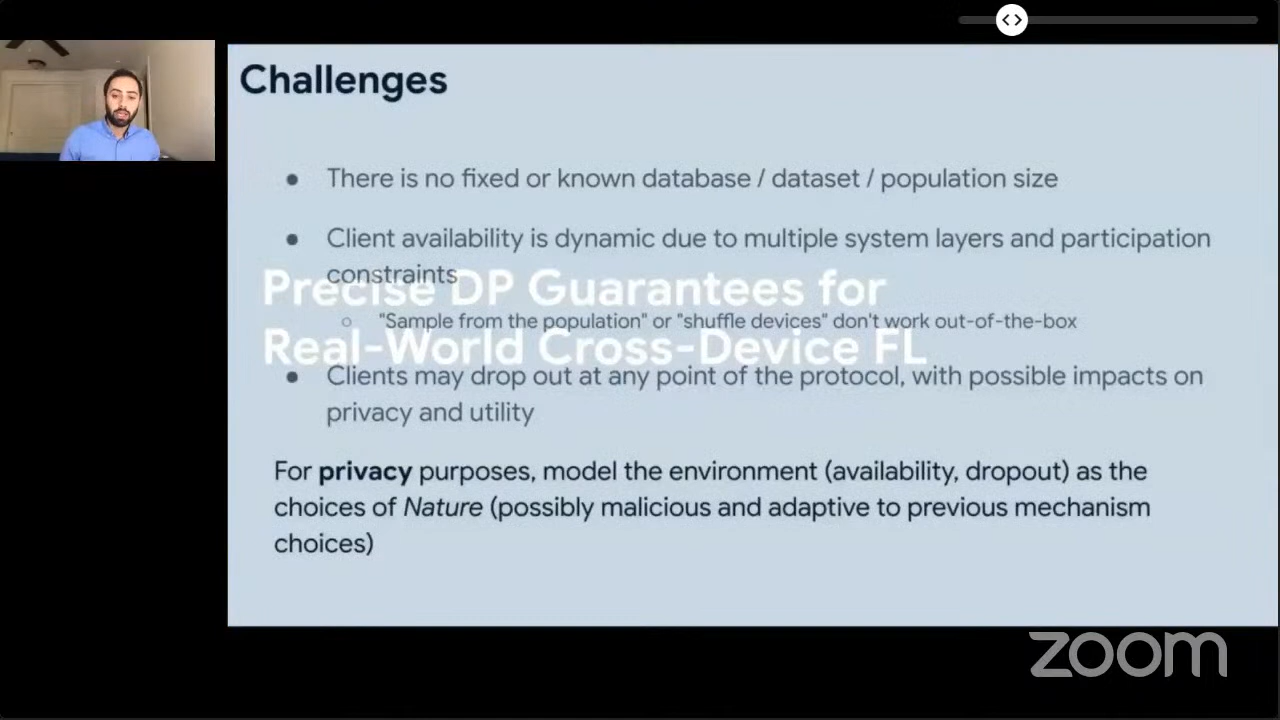 Challenges
There is no fixed or known database / dataset / population size
Client availability is dynamic due to multiple system layers and participation
constraints
Precise DP Guarantees for
"Sample from the population" or "shuffle devices" don't work out-of-the-box
Real-World Cross-Device FL
Clients may drop out at any point of the protocol, with possible impacts on
privacy and utility
For privacy purposes, model the environment (availability, dropout) as the
choices of Nature (possibly malicious and adaptive to previous mechanism
choices)
zoom